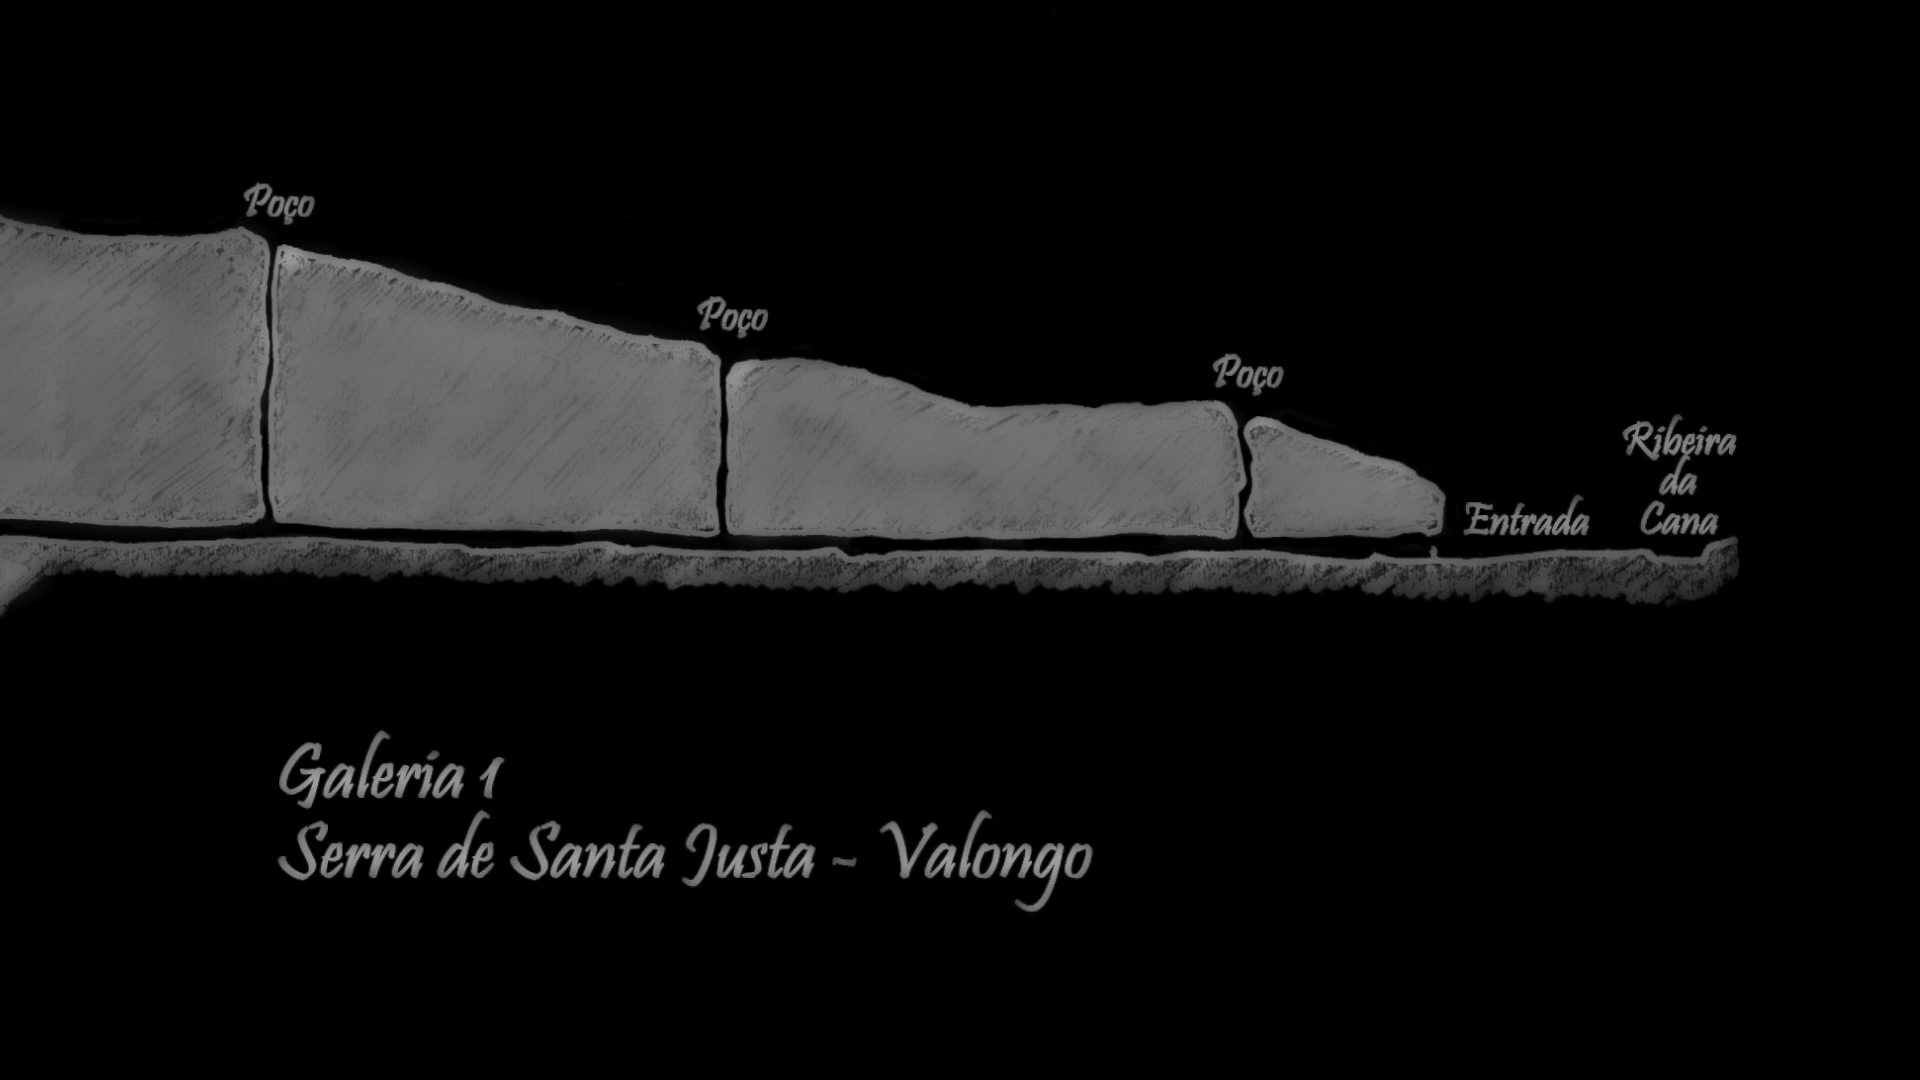 Poço
Poço
Poço
Ribeira
da
Cana
Entrada
Galeria 1
Serra de Santa Justa - Valongo